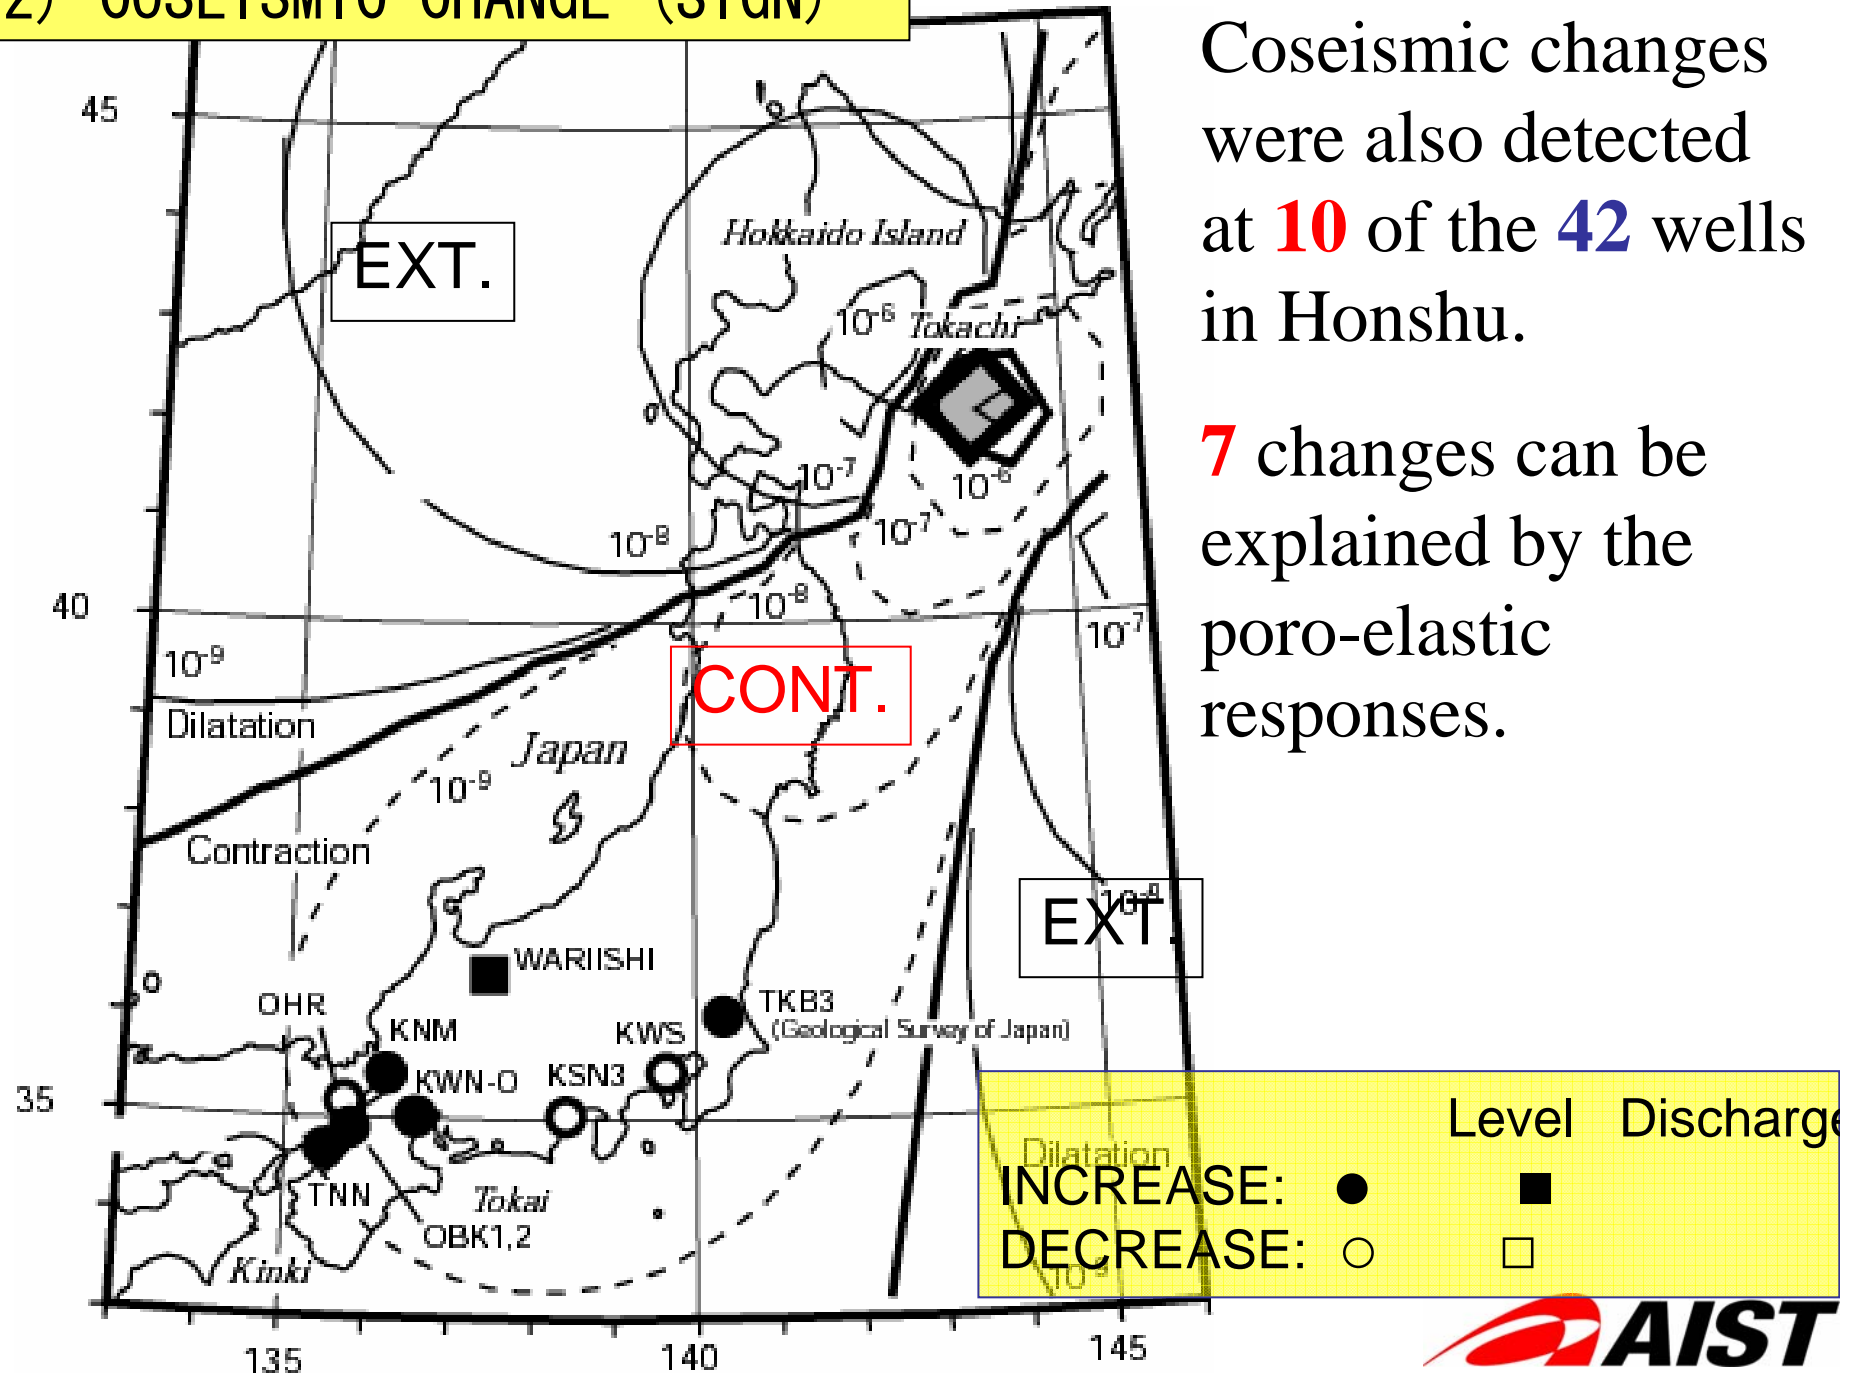 2) COSEISMIC CHANGE (SIGN)
Coseismic changes
were also detected
at 10 of the 42 wells
in Honshu.
7 changes can be
explained by the
poro-elastic
responses.
45
40
35
135
140
145
EXT.
Hokkaido Island
10-6
Tokachi
10-7
10-6
10-7
10-8
10-8
10-7
10-9
CONT.
Dilatation
Japan
10-9
Contraction
EXT.
WARIISHI
OHR
KNM
KWS
TKB3
(Geological Survey of Japan)
KWN-O
KSN3
TNN
Tokai
OBK1,2
Kinki
Level Discharge
Dilatation
INCREASE: ● ■
DECREASE: ○ □
AIST